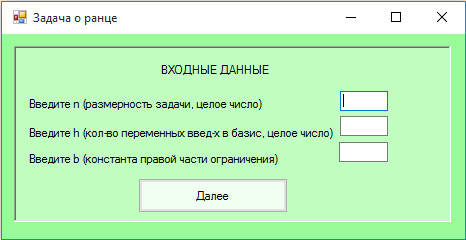 Задача о ранце
ВХОДНЫЕ ДАННЫЕ
Введите n (размерность задачи, целое число)
Введите h (кол-во переменных введ-х в базис, целое число)
Введите b (константа правой части ограничения)
Далее